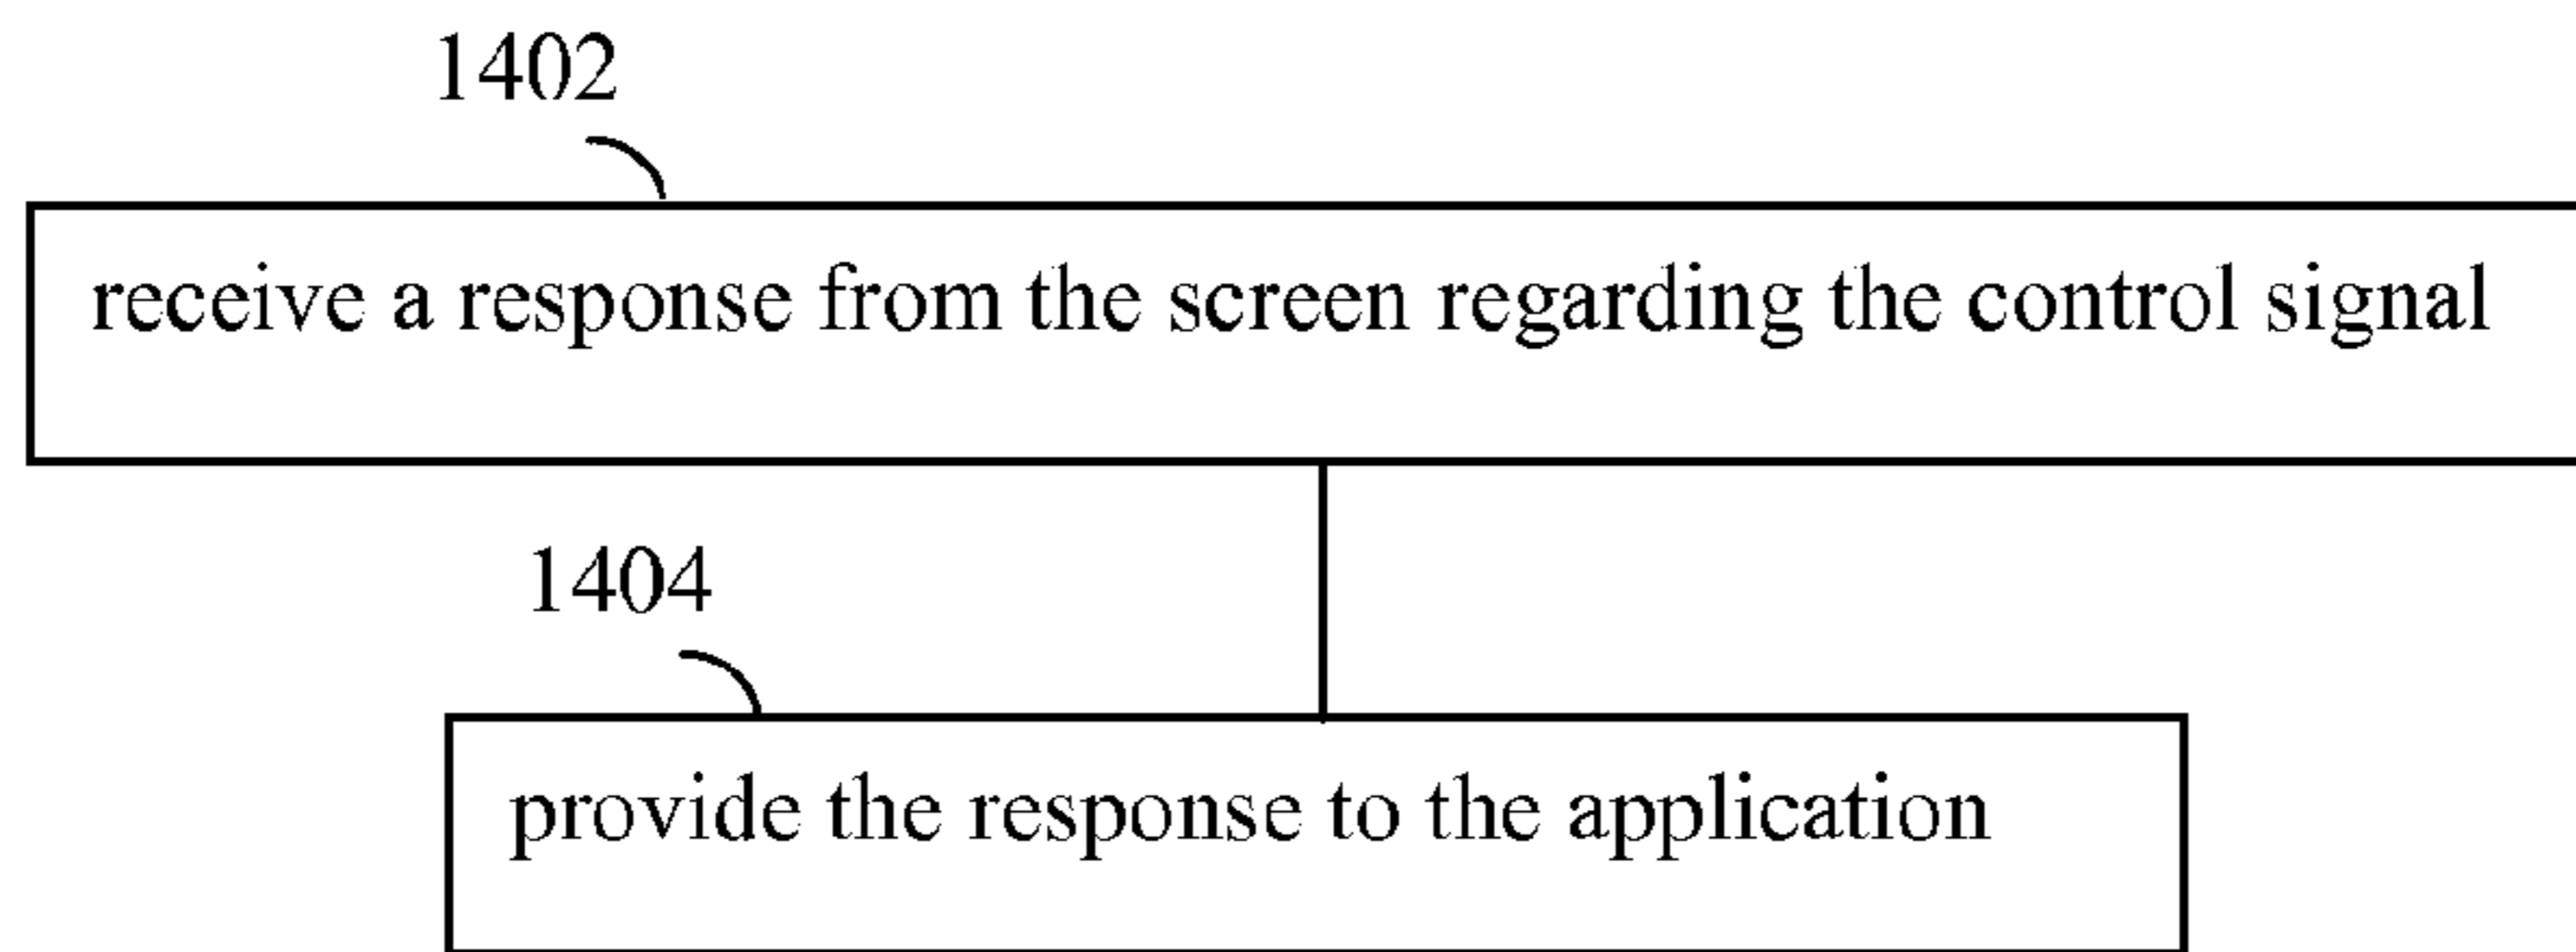 1402
receive a response from the screen regarding the control signal
1404
provide the response to the application